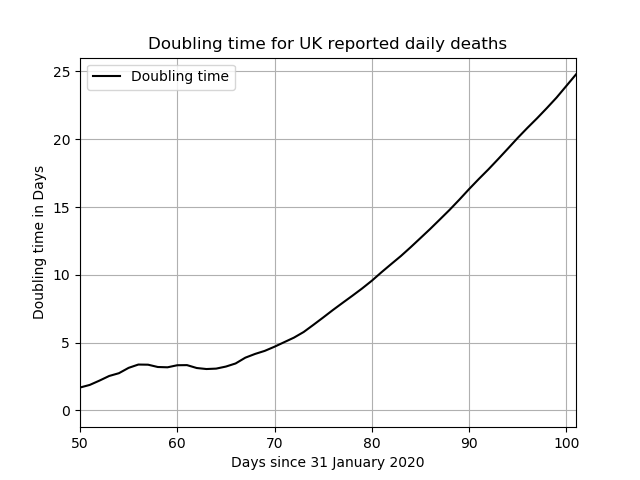 Doubling time for UK reported daily deaths
Doubling time
25
20
15
10
5
0
Doubling time in Days
50 60 70 80 90 100
Days since 31 January 2020